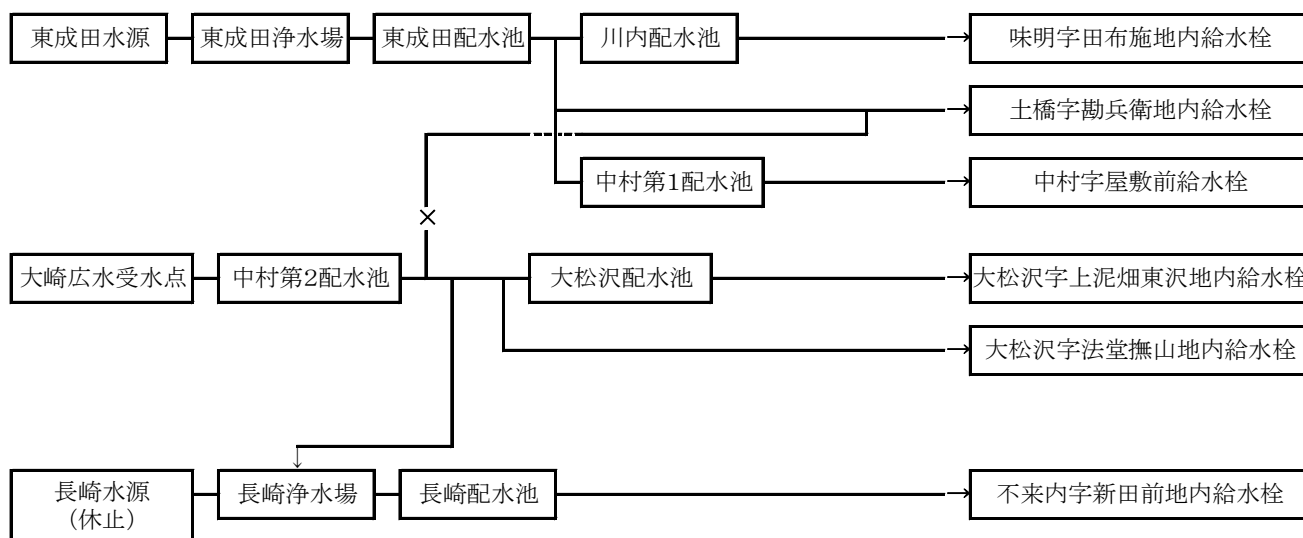 東成田水源
東成田浄水場
東成田配水池
川内配水池
味明字田布施地内給水栓
土橋字勘兵衛地内給水栓
中村第1配水池
中村字屋敷前給水栓
×
大崎広水受水点
中村第2配水池
大松沢配水池
大松沢字上泥畑東沢地内給水栓
大松沢字法堂撫山地内給水栓
長崎水源
（休止）
長崎浄水場
長崎配水池
不来内字新田前地内給水栓